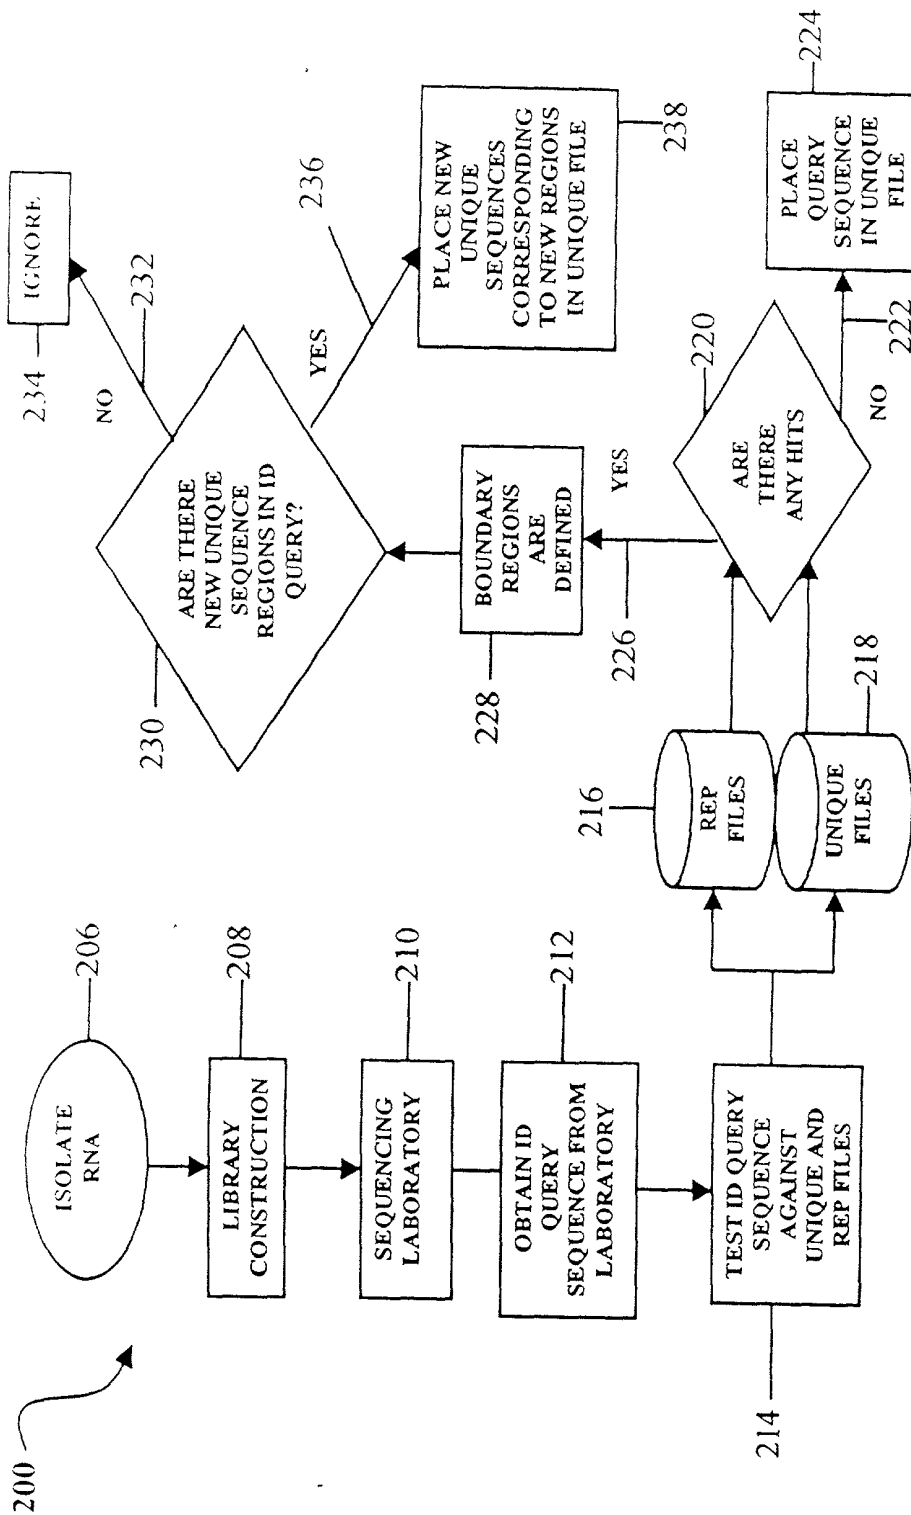 200
ISOLATE
RNA
206
LIBRARY
CONSTRUCTION
208
SEQUENCING
LABORATORY
210
OBTAIN ID
QUERY
SEQUENCE FROM
LABORATORY
212
TEST ID QUERY
SEQUENCE
AGAINST
UNIQUE AND
REP FILES
214
REP
FILES
216
UNIQUE
FILES
218
ARE
THERE
ANY HITS
220
NO
222
PLACE
QUERY
SEQUENCE
IN UNIQUE
FILE
224
YES
226
BOUNDARY
REGIONS
ARE
DEFINED
228
ARE THERE
NEW UNIQUE
SEQUENCE
REGIONS IN ID
QUERY?
230
NO
232
IGNORE
234
YES
236
PLACE NEW
UNIQUE
SEQUENCES
CORRESPONDING
TO NEW REGIONS
IN UNIQUE FILE
238